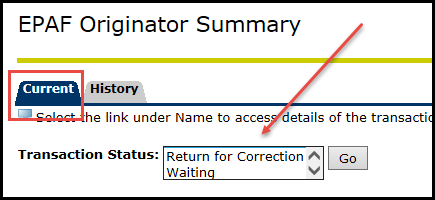 EPAF Originator Summary
Current History
Select the link under Name to access details of the transactio
Transaction Status: Return for Correction Go
Waiting